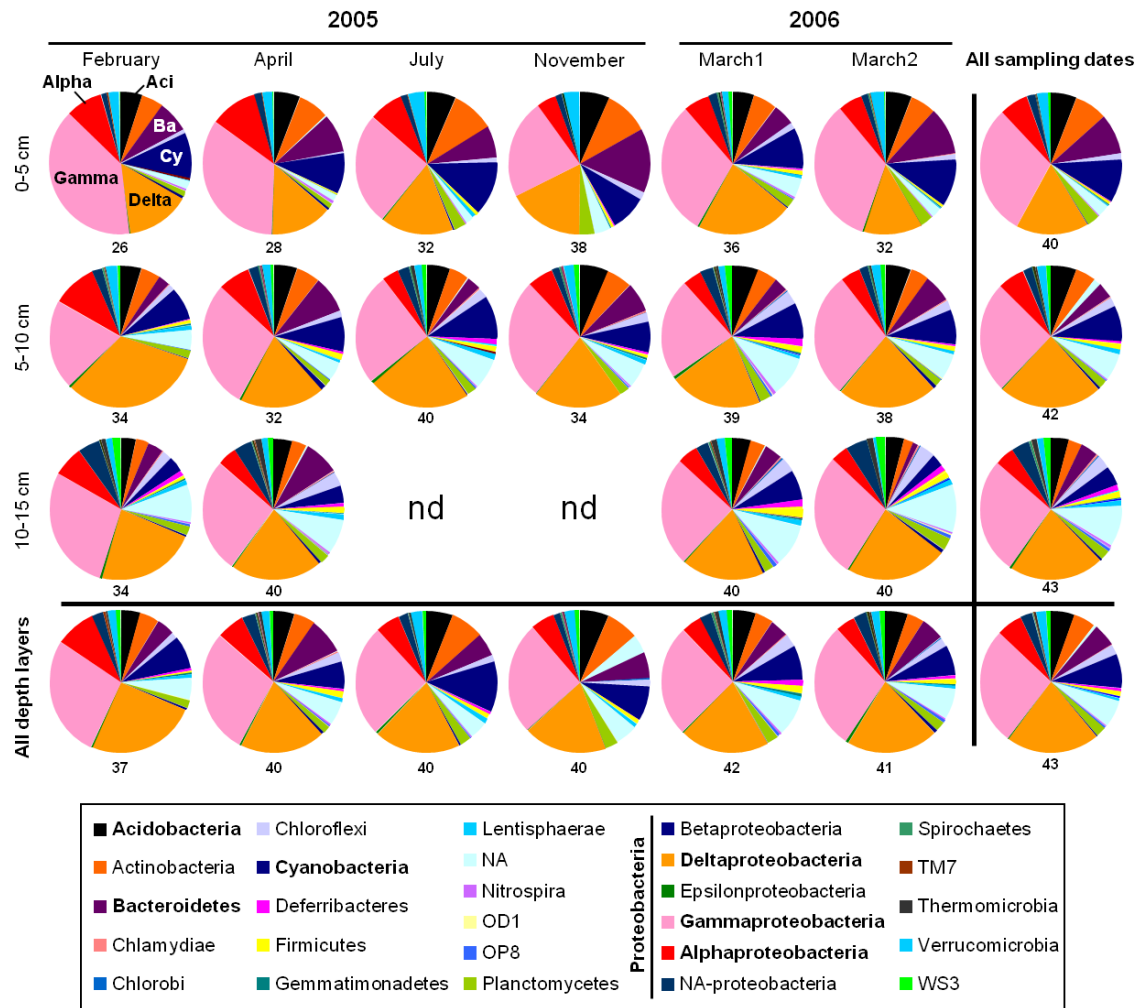 2005
2006
February
April
July
November
March1
March2
All sampling dates
Alpha
Aci
Ba
Cy
Gamma
Delta
0-5 cm
26
28
32
38
36
32
40
5-10 cm
34
32
40
34
39
38
42
10-15 cm
nd
nd
34
40
40
40
43
All depth layers
37
40
40
40
42
41
43
Acidobacteria
Actinobacteria
Bacteroidetes
Chlamydiae
Chlorobi
Chloroflexi
Cyanobacteria
Deferribacteres
Firmicutes
Gemmatimonadetes
Lentisphaerae
NA
Nitrospira
OD1
OP8
Planctomycetes
Proteobacteria
Betaproteobacteria
Deltaproteobacteria
Epsilonproteobacteria
Gammaproteobacteria
Alphaproteobacteria
NA-proteobacteria
Spirochaetes
TM7
Thermomicrobia
Verrucomicrobia
WS3